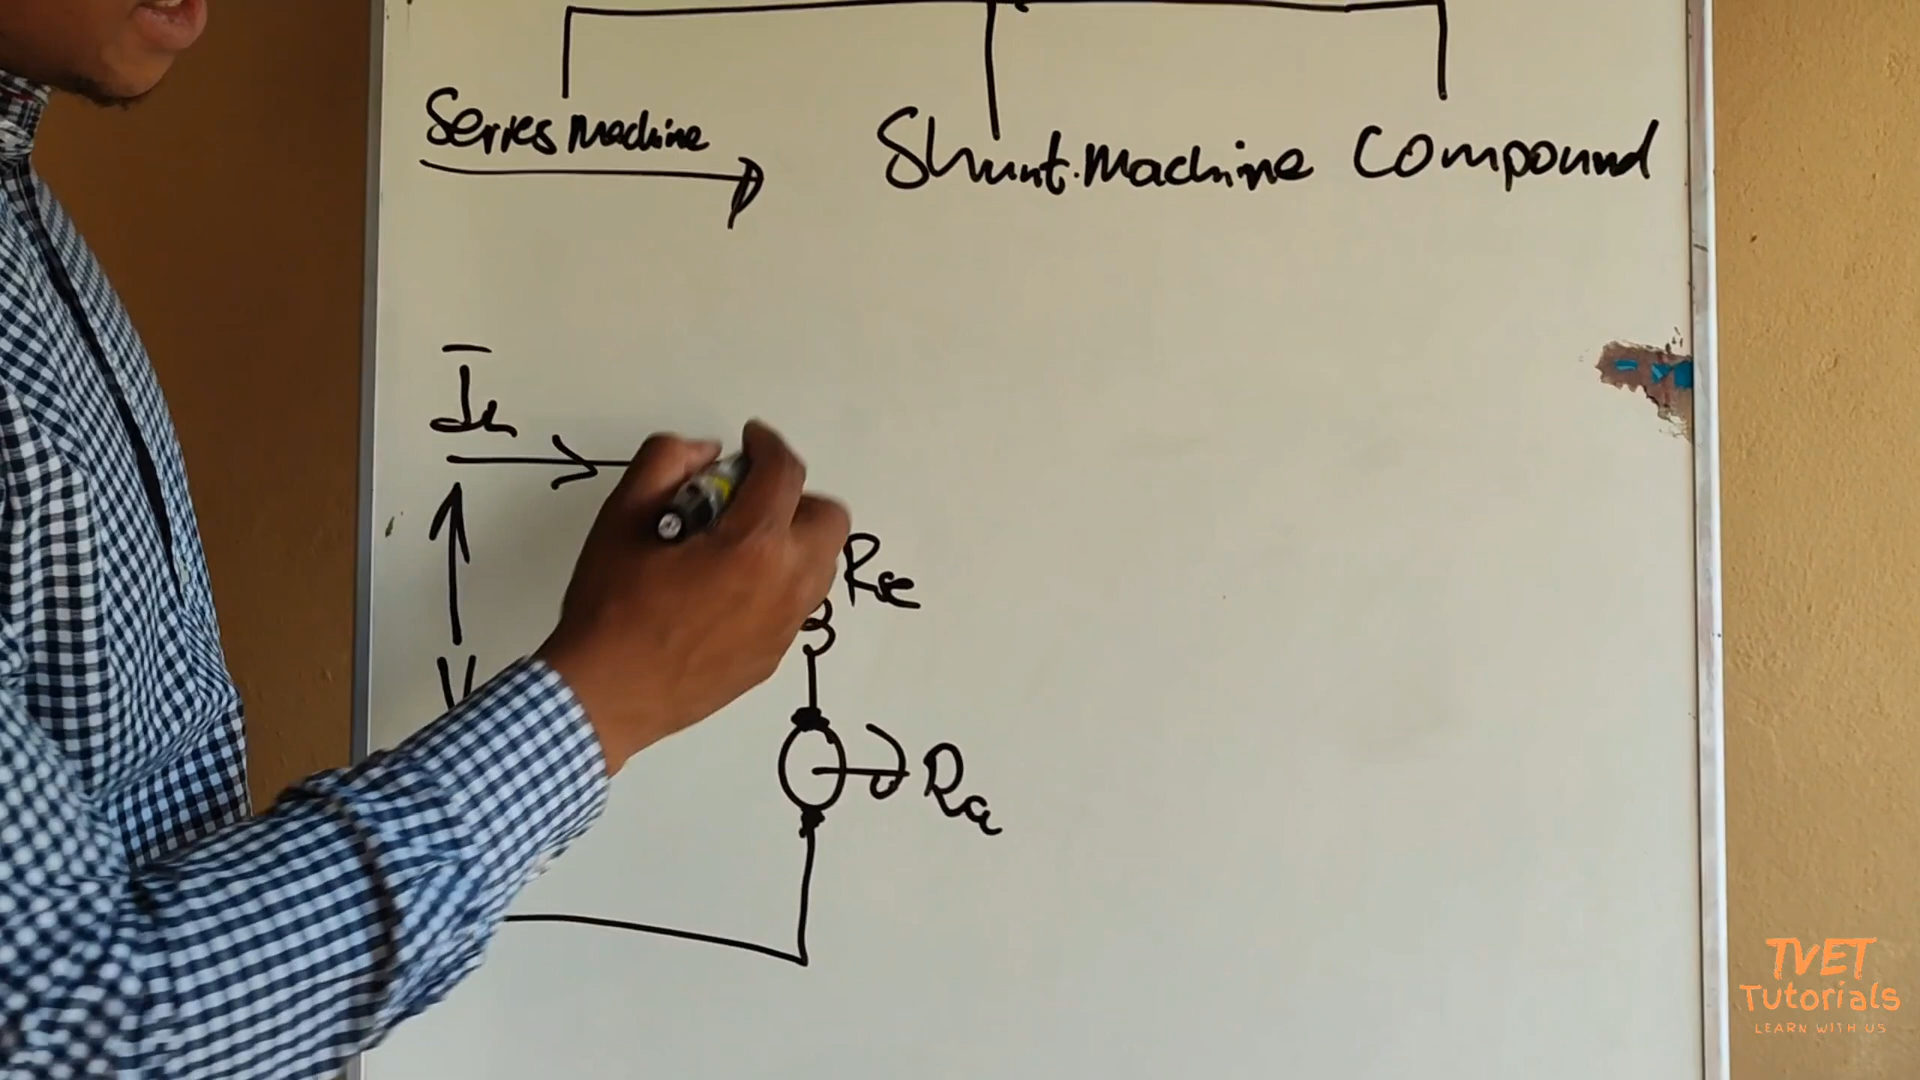 Series Machine
Shunt. Machine
Compound
IL
V
Rse
Ra
TVET
Tutorials
LEARN WITH US